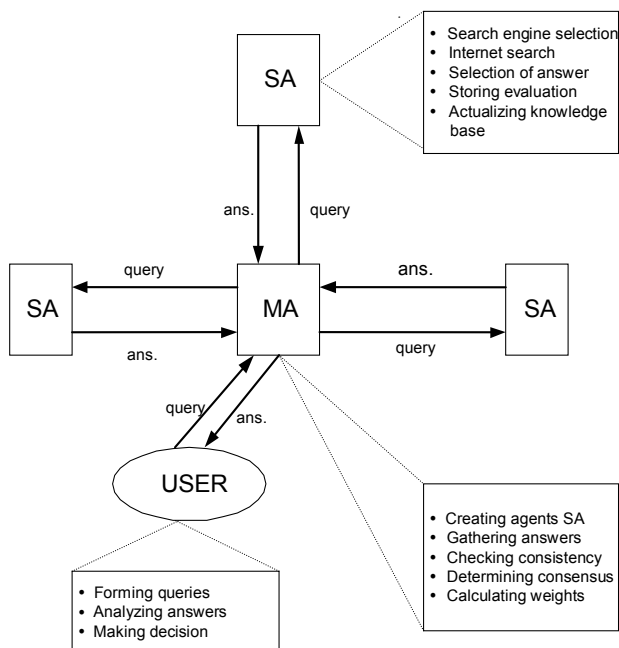 • Search engine selection
• Internet search
• Selection of answer
• Storing evaluation
• Actualizing knowledge
base
SA
ans.
query
query
ans.
SA
MA
SA
ans.
query
query
ans.
USER
• Creating agents SA
• Gathering answers
• Checking consistency
• Determining consensus
• Calculating weights
• Forming queries
• Analyzing answers
• Making decision